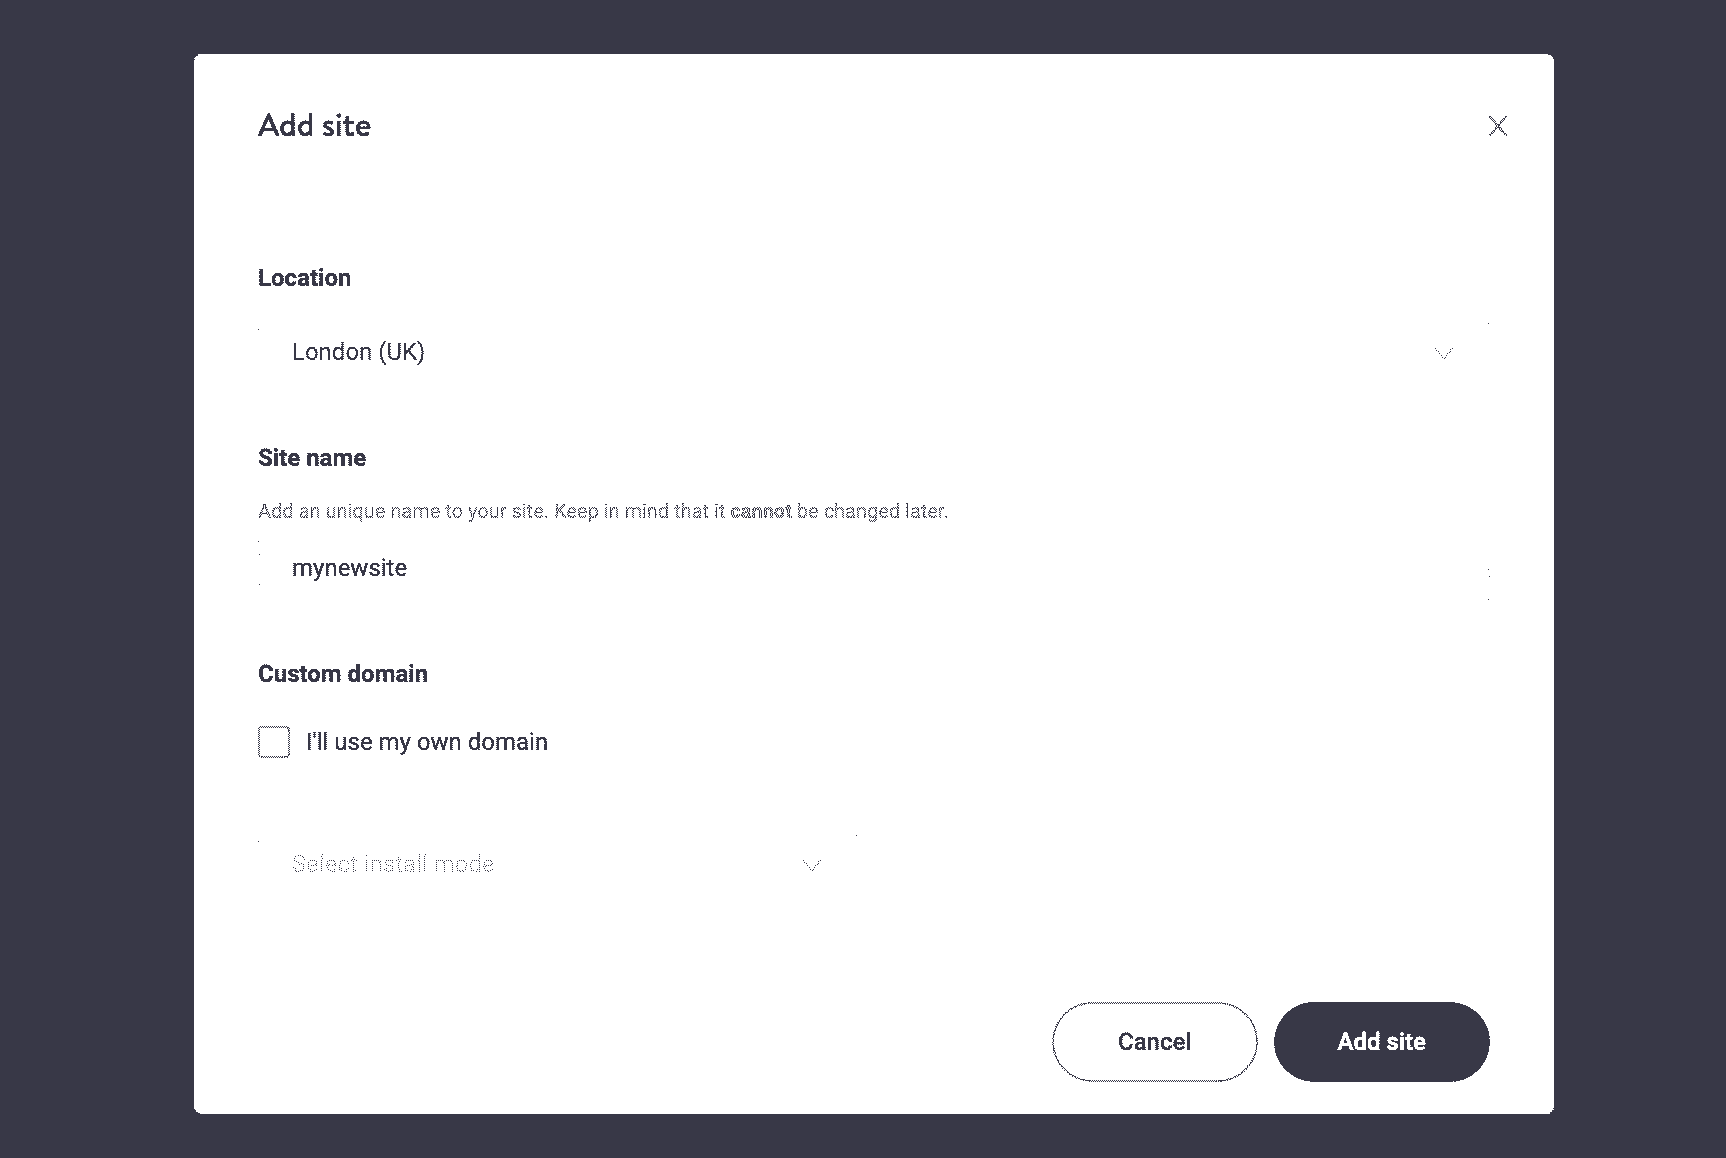 Add site
Location
London (UK)
Site name
Add an unique name to your site. Keep in mind that it cannot be changed later.
mynewsite
Custom domain
I'll use my own domain
Select install mode
Cancel
Add site